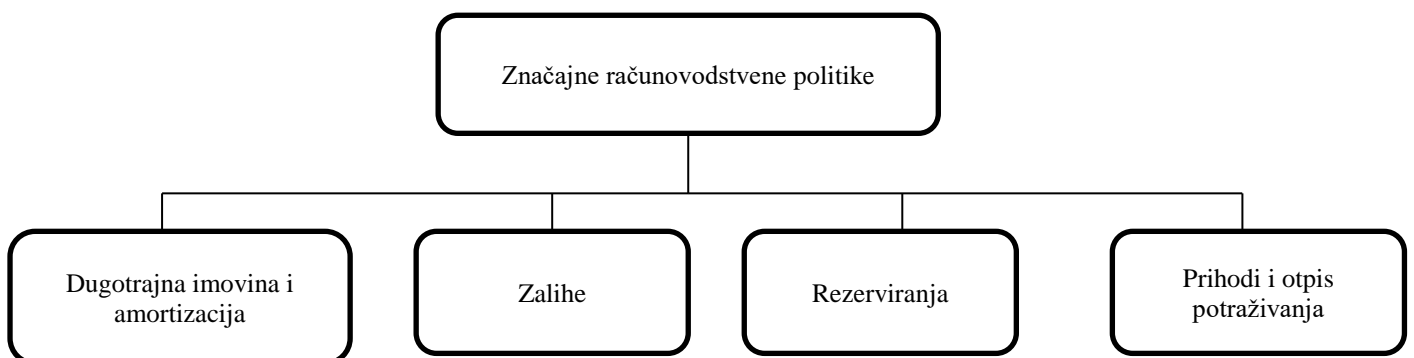 Značajne računovodstvene politike
Dugotrajna imovina i
amortizacija
Zalihe
Rezerviranja
Prihodi i otpis
potraživanja